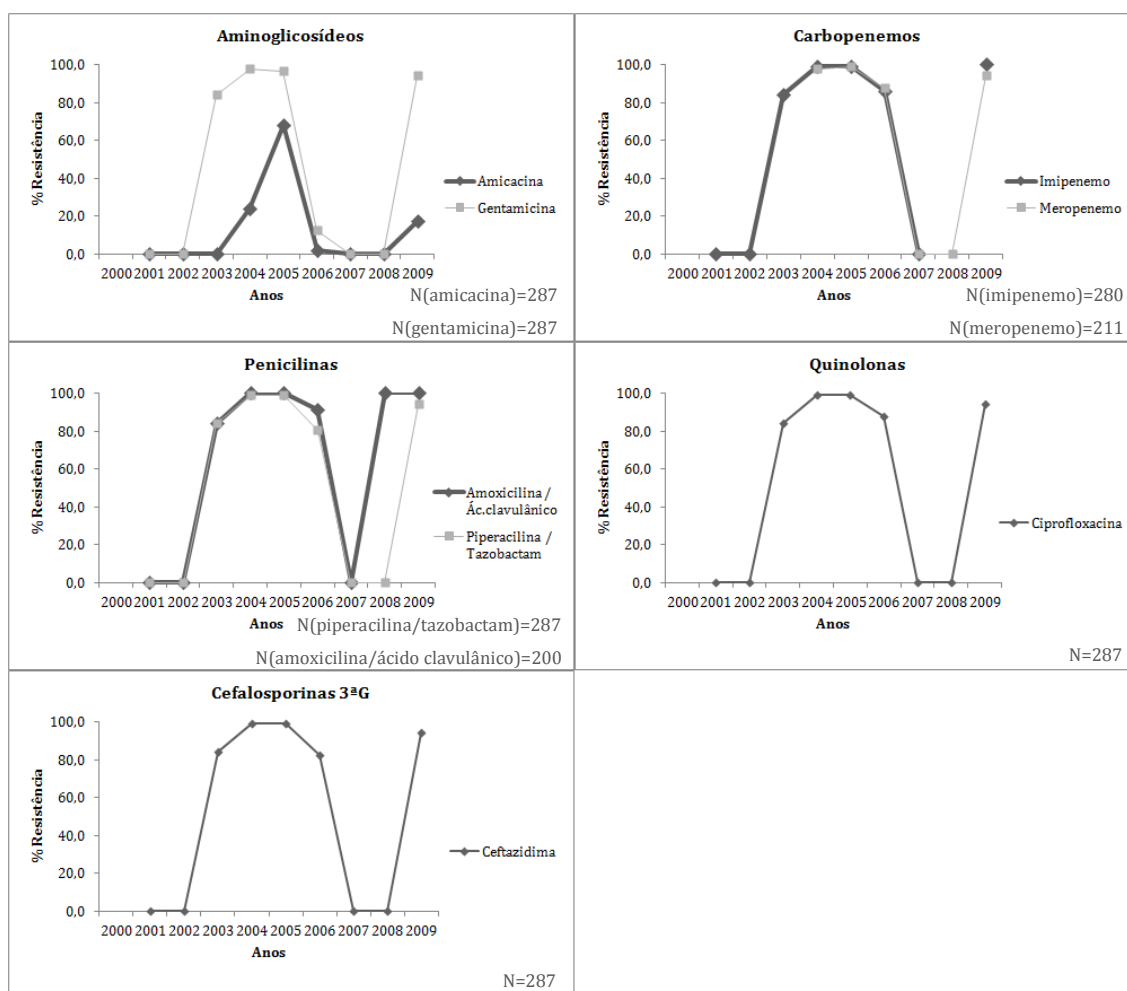 Aminoglicosídeos
% Resistência
100,0
80,0
60,0
40,0
20,0
0,0
2000 2001 2002 2003 2004 2005 2006 2007 2008 2009
Anos
Amicacina
Gentamicina
N(amicacina)=287
N(gentamicina)=287
Carbopenemos
% Resistência
100,0
80,0
60,0
40,0
20,0
0,0
2000 2001 2002 2003 2004 2005 2006 2007 2008 2009
Anos
Imipenemo
Meropenemo
N(imipenemo)=280
N(meropenemo)=211
Penicilinas
% Resistência
100,0
80,0
60,0
40,0
20,0
0,0
2000 2001 2002 2003 2004 2005 2006 2007 2008 2009
Anos
Amoxicilina /
Ác.clavulânico
Piperacilina /
Tazobactam
N(piperacilina/tazobactam)=287
N(amoxicilina/ácido clavulânico)=200
Quinolonas
% Resistência
100,0
80,0
60,0
40,0
20,0
0,0
2000 2001 2002 2003 2004 2005 2006 2007 2008 2009
Anos
Ciprofloxacina
N=287
Cefalosporinas 3ªG
% Resistência
100,0
80,0
60,0
40,0
20,0
0,0
2000 2001 2002 2003 2004 2005 2006 2007 2008 2009
Anos
Ceftazidima
N=287